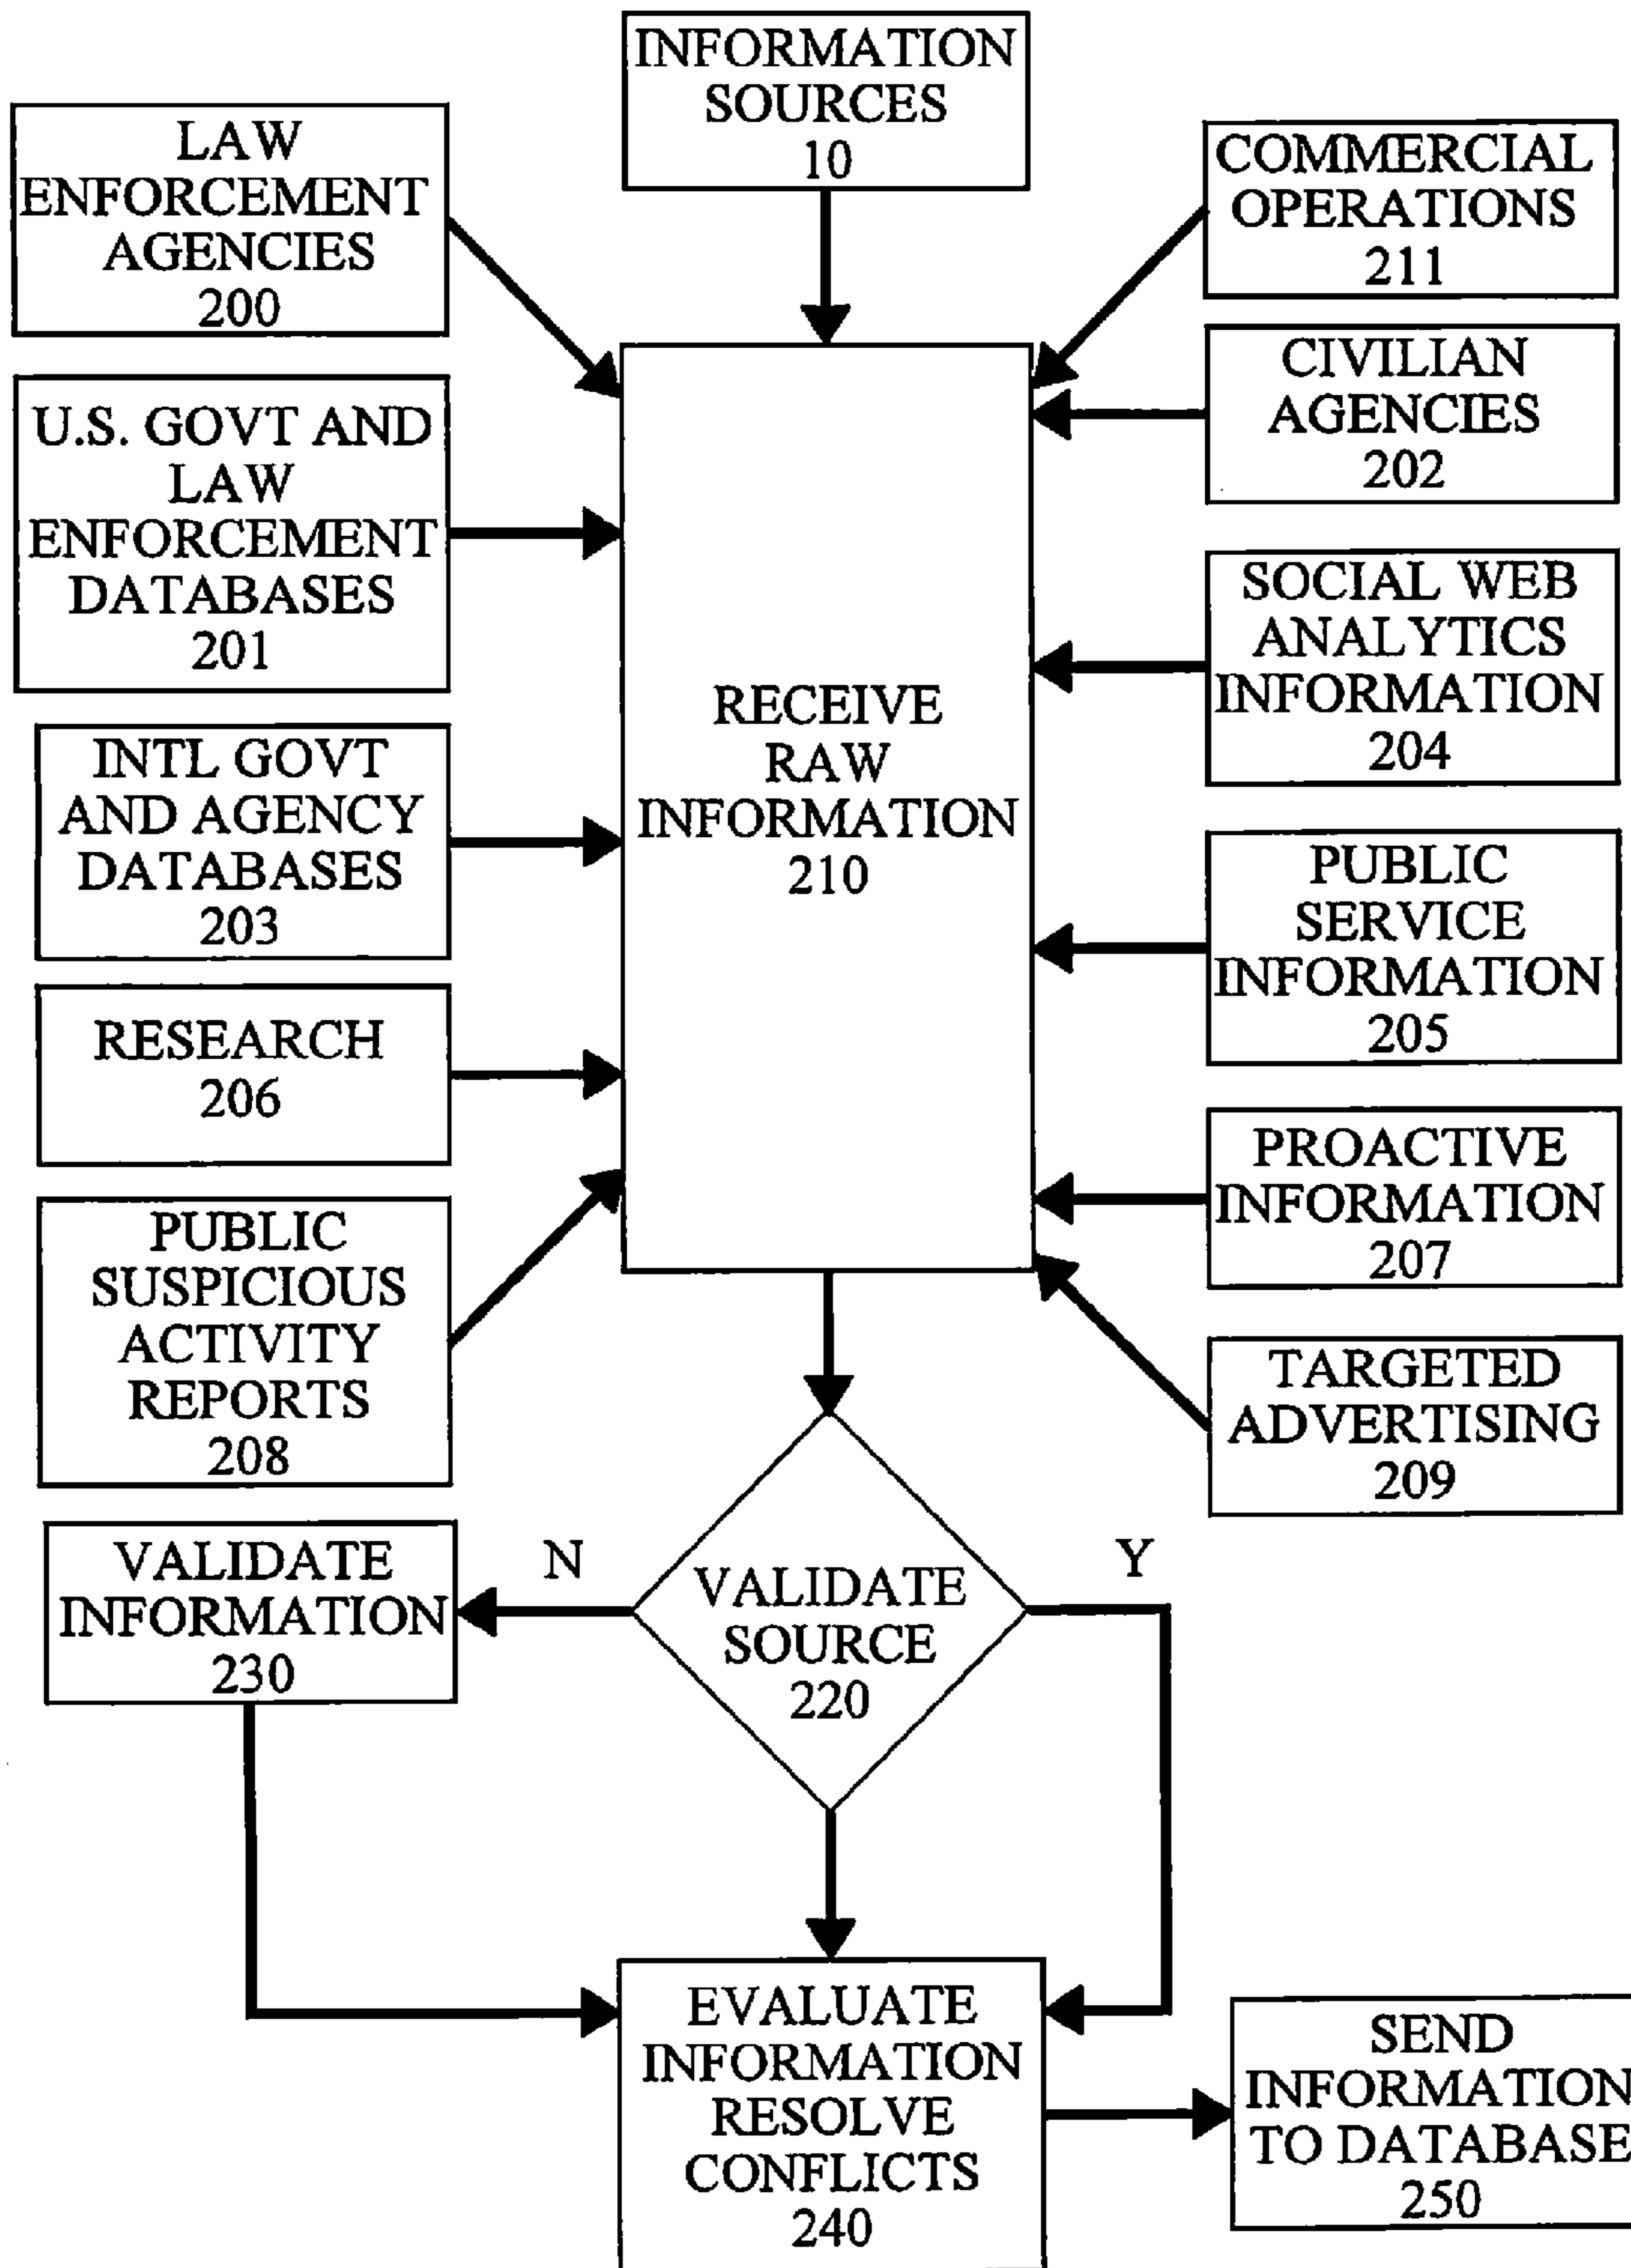 INFORMATION
SOURCES
10
LAW
ENFORCEMENT
AGENCIES
200
COMMERCIAL
OPERATIONS
211
U.S. GOVT AND
LAW
ENFORCEMENT
DATABASES
201
CIVILIAN
AGENCIES
202
INTL GOVT
AND AGENCY
DATABASES
203
SOCIAL WEB
ANALYTICS
INFORMATION
204
RECEIVE
RAW
INFORMATION
210
PUBLIC
SERVICE
INFORMATION
205
RESEARCH
206
PROACTIVE
INFORMATION
207
PUBLIC
SUSPICIOUS
ACTIVITY
REPORTS
208
TARGETED
ADVERTISING
209
VALIDATE
INFORMATION
230
N
VALIDATE
SOURCE
220
Y
EVALUATE
INFORMATION
RESOLVE
CONFLICTS
240
SEND
INFORMATION
TO DATABASE
250